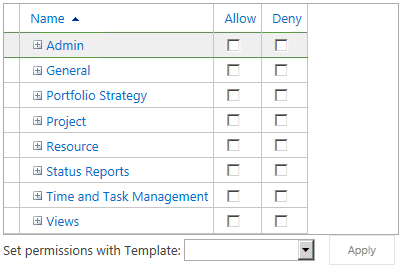 Name Allow Deny
Admin
General
Portfolio Strategy
Project
Resource
Status Reports
Time and Task Management
Views
Set permissions with Template: Apply